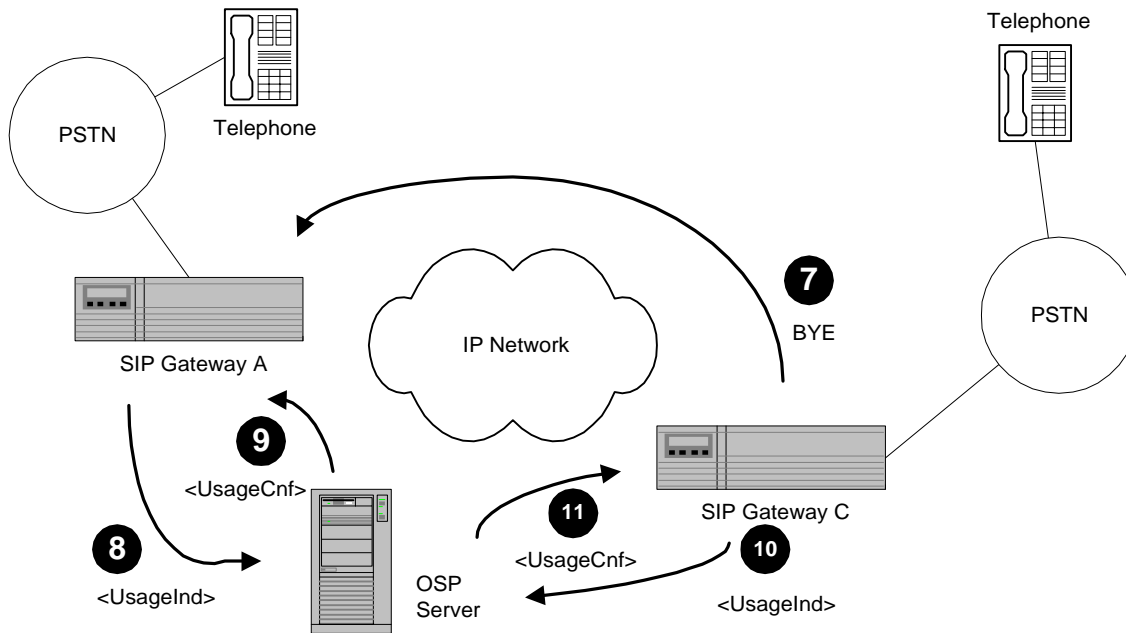 Telephone
Telephone
PSTN
7
BYE
PSTN
IP Network
SIP Gateway A
9
<UsageCnf>
SIP Gateway C
8
<UsageInd>
11
<UsageCnf>
10
<UsageInd>
OSP
Server